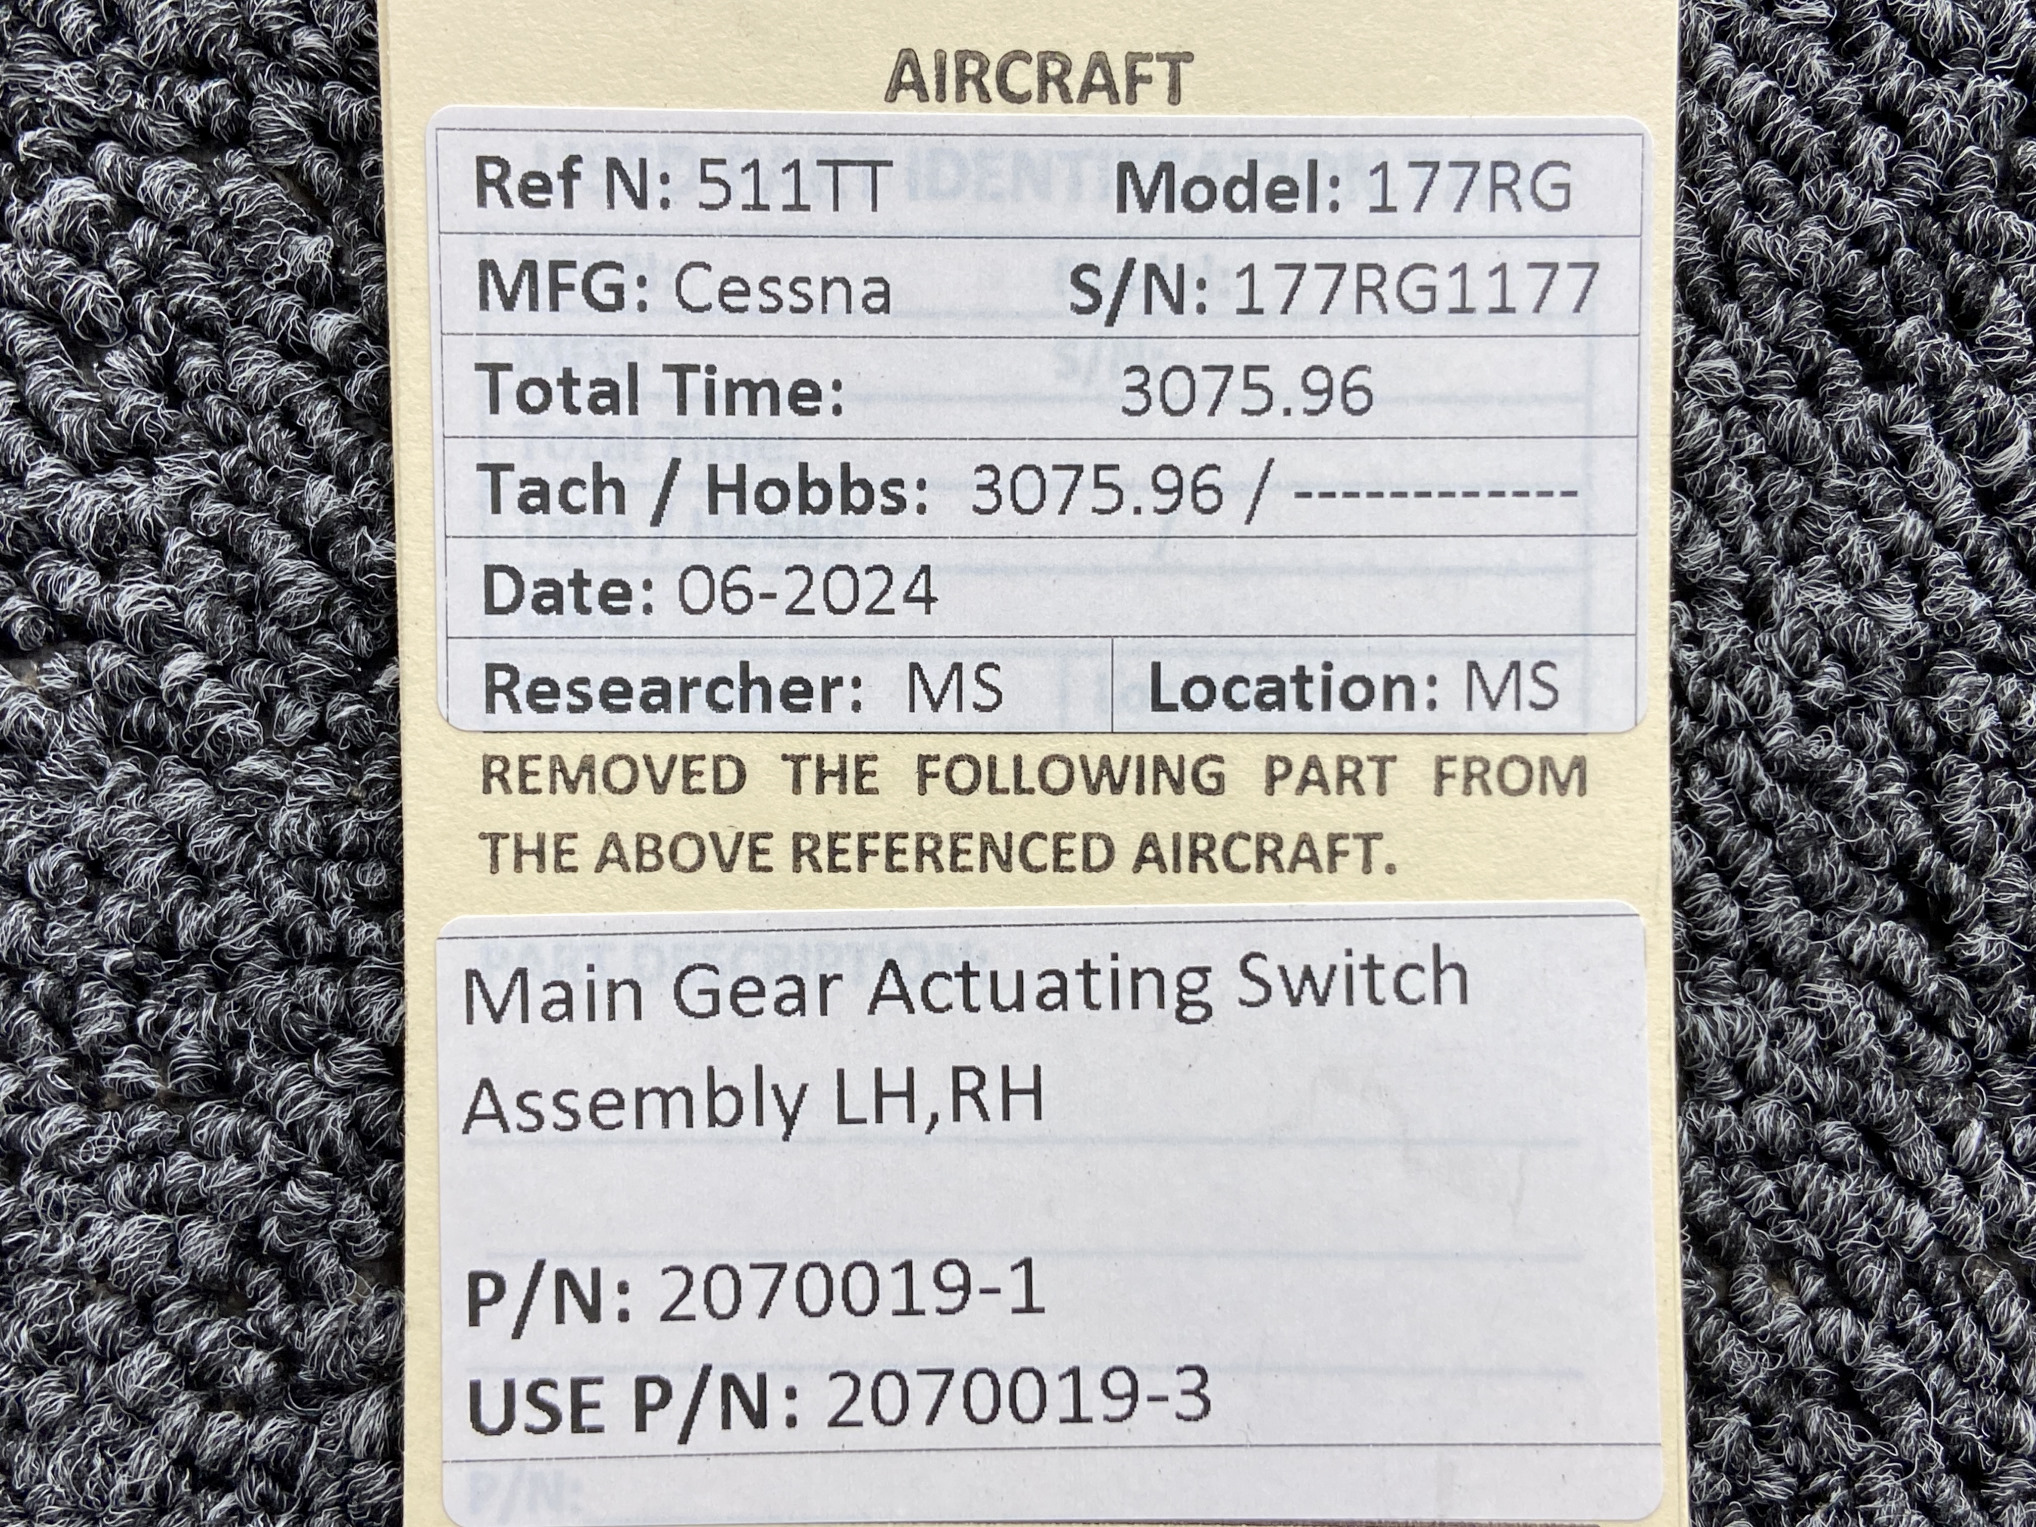 AIRCRAFT
Ref N: 511TT Model: 177RG
MFG: Cessna S/N: 177RG1177
Total Time: 3075.96
Tach / Hobbs: 3075.96 / ------------
Date: 06-2024
Researcher: MS Location: MS
REMOVED THE FOLLOWING PART FROM
THE ABOVE REFERENCED AIRCRAFT.
PART DESCRIPTION:
Main Gear Actuating Switch
Assembly LH,RH
P/N: 2070019-1
USE P/N: 2070019-3
P/N: